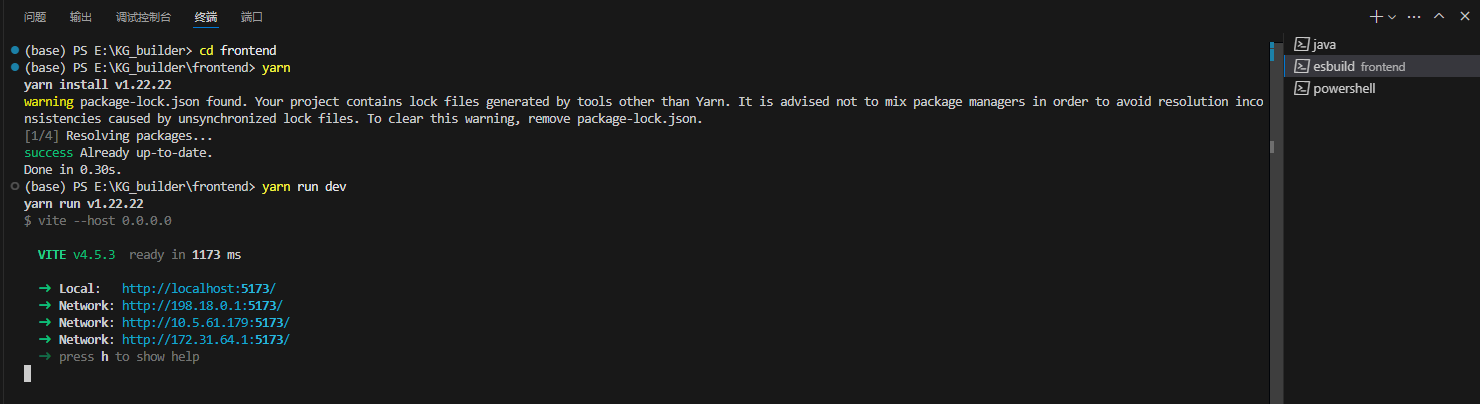 问题 输出 调试控制台 终端 端口
(base) PS E:\KG_builder> cd frontend
(base) PS E:\KG_builder\frontend> yarn
yarn install v1.22.22
warning package-lock.json found. Your project contains lock files generated by tools other than Yarn. It is advised not to mix package managers in order to avoid resolution inco
nsistencies caused by unsynchronized lock files. To clear this warning, remove package-lock.json.
[1/4] Resolving packages...
success Already up-to-date.
Done in 0.30s.
(base) PS E:\KG_builder\frontend> yarn run dev
yarn run v1.22.22
$ vite --host 0.0.0.0
VITE v4.5.3 ready in 1173 ms
➜ Local: http://localhost:5173/
➜ Network: http://198.18.0.1:5173/
➜ Network: http://10.5.61.179:5173/
➜ Network: http://172.31.64.1:5173/
➜ press h to show help
java
esbuild frontend
powershell